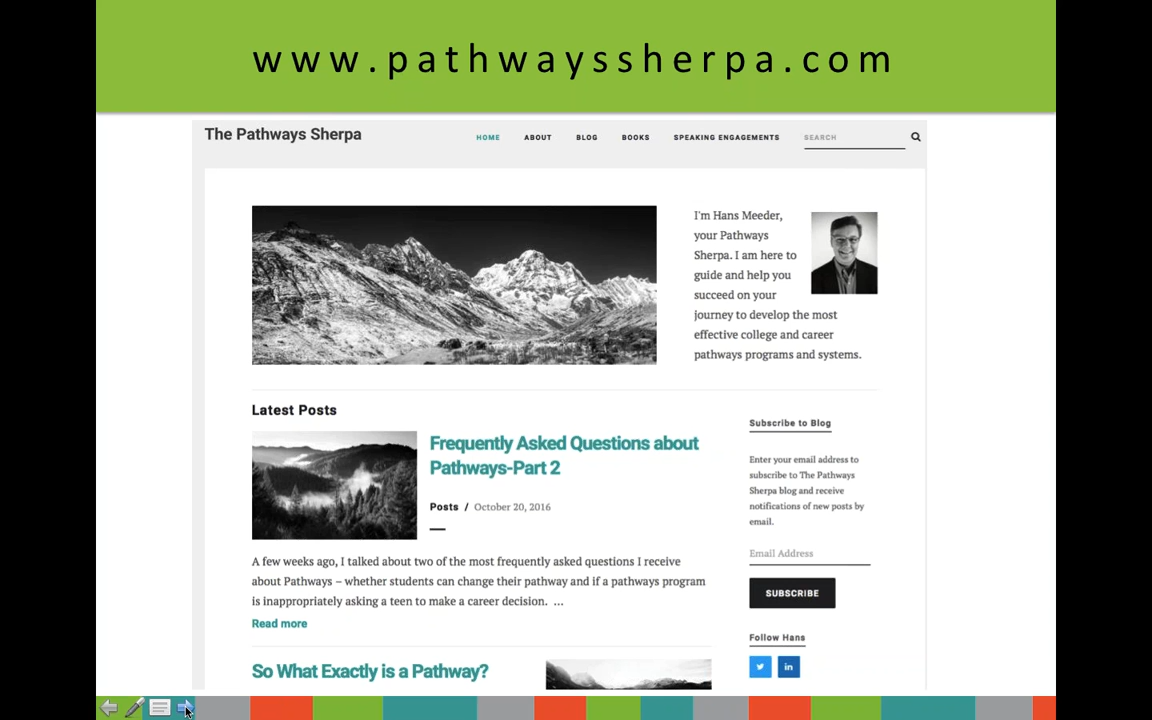 www.pathwayssherpa.com
The Pathways Sherpa
HOME ABOUT BLOG BOOKS SPEAKING ENGAGEMENTS SEARCH
I'm Hans Meeder,
your Pathways
Sherpa. I am here to
guide and help you
succeed on your
journey to develop the most
effective college and career
pathways programs and systems.
Latest Posts
Frequently Asked Questions about
Pathways-Part 2
Posts / October 20, 2016
A few weeks ago, I talked about two of the most frequently asked questions I receive
about Pathways – whether students can change their pathway and if a pathways program
is inappropriately asking a teen to make a career decision. ...
Read more
So What Exactly is a Pathway?
Subscribe to Blog
Enter your email address to
subscribe to The Pathways
Sherpa blog and receive
notifications of new posts by
email.
Email Address
SUBSCRIBE
Follow Hans
in